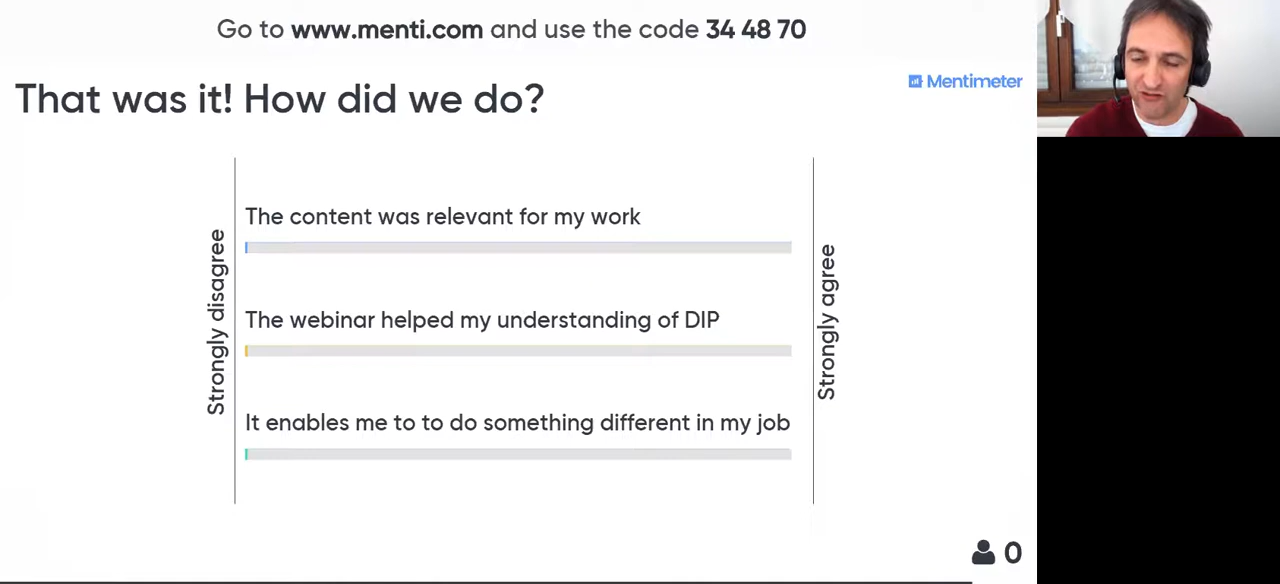 Go to www.menti.com and use the code 34 48 70
Mentimeter
That was it! How did we do?
Strongly disagree
The content was relevant for my work
The webinar helped my understanding of DIP
It enables me to to do something different in my job
Strongly agree
0